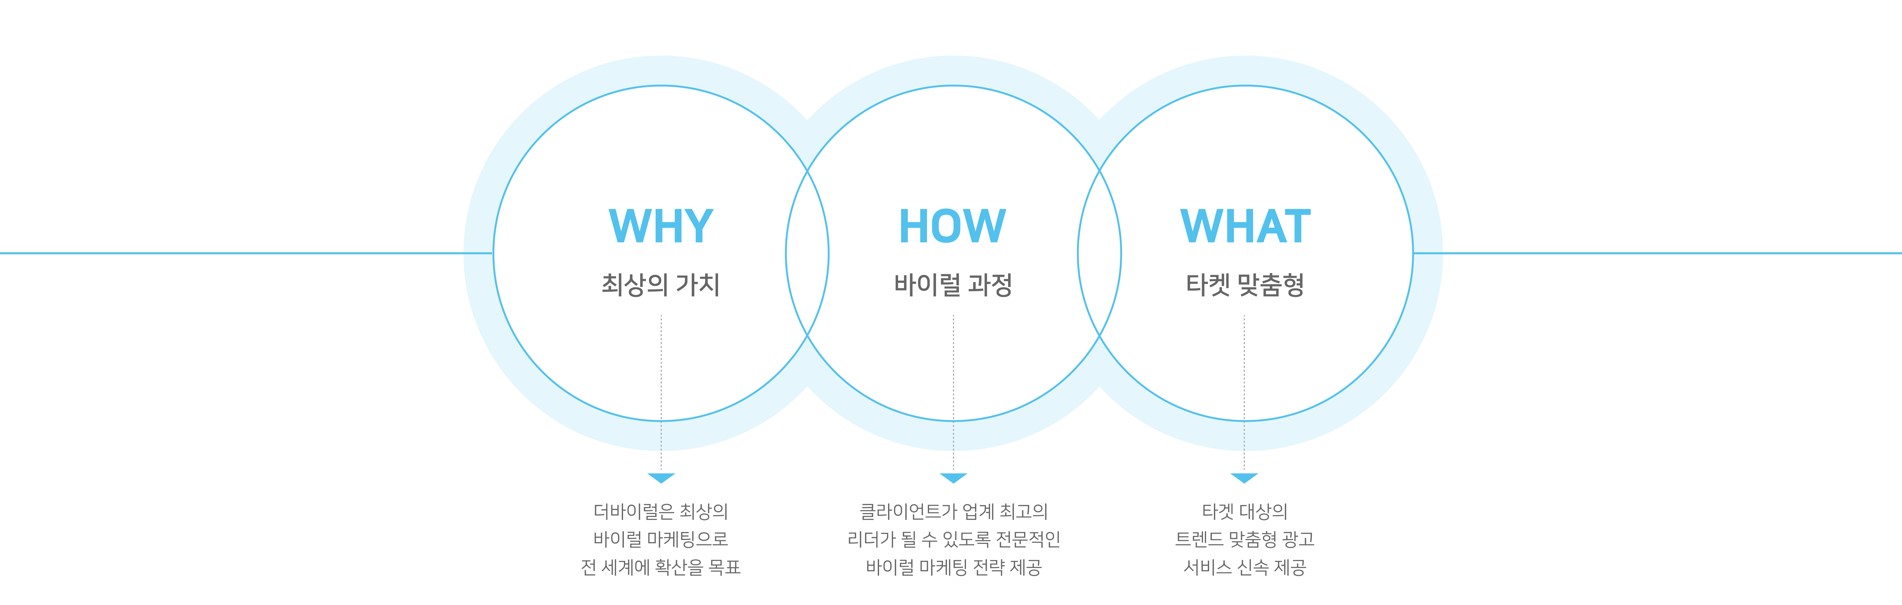 WHY
최상의 가치
HOW
바이럴 과정
WHAT
타켓 맞춤형
더바이럴은 최상의
바이럴 마케팅으로
전 세계에 확산을 목표
클라이언트가 업계 최고의
리더가 될 수 있도록 전문적인
바이럴 마케팅 전략 제공
타겟 대상의
트렌드 맞춤형 광고
서비스 신속 제공